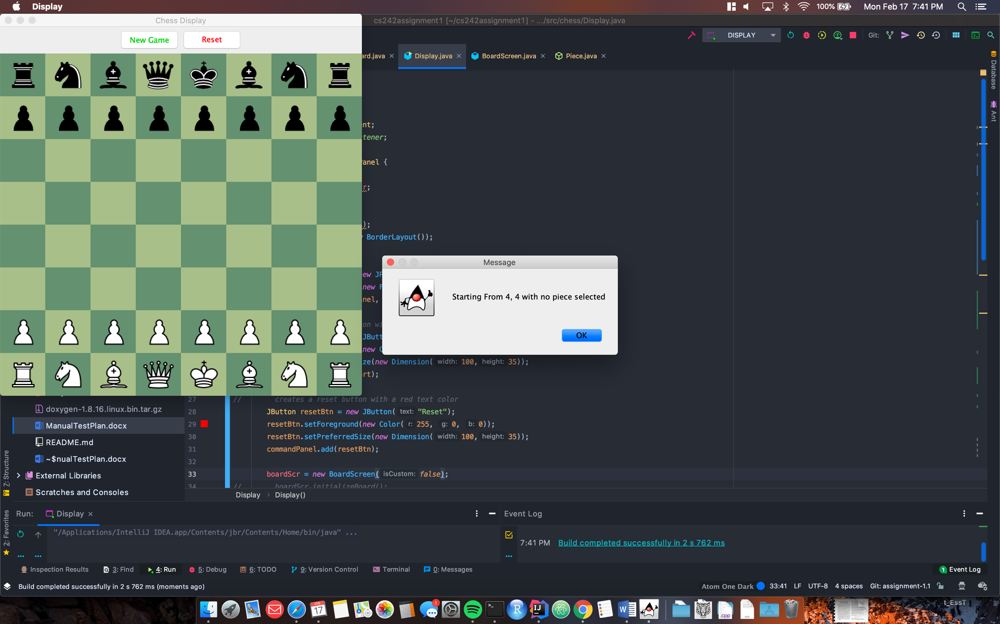 Display
100%
Mon Feb 17 7:41 PM
Chess Display
cs242assignment1 [~/cs242assignment1] - .../src/chess/Display.java
New Game
Reset
DISPLAY
Git:
ard.java
Display.java
BoardScreen.java
Piece.java
Database
Ant
ent;
tener;
Panel {
r;
);
BorderLayout());
Message
Starting From 4, 4 with no piece selected
OK
ew JP
new F
nel,
on wi
JButt
new C
ze(new Dimension( width: 100, height: 35));
rt);
27 // creates a reset button with a red text color
28 JButton resetBtn = new JButton( text: "Reset");
29 resetBtn.setForeground(new Color( r: 255, g: 0, b: 0));
30 resetBtn.setPreferredSize(new Dimension( width: 100, height: 35));
31 commandPanel.add(resetBtn);
32
33 boardScr = new BoardScreen( isCustom: false);
34 // boardScr.initializeBoard();
doxygen-1.8.16.linux.bin.tar.gz
ManualTestPlan.docx
README.md
~$nualTestPlan.docx
External Libraries
Scratches and Consoles
7: Structure
2: Favorites
Display › Display()
Run:
Display
Event Log
"/Applications/IntelliJ IDEA.app/Contents/jbr/Contents/Home/bin/java" ...
7:41 PM Build completed successfully in 2 s 762 ms
Inspection Results
3: Find
4: Run
5: Debug
6: TODO
9: Version Control
Terminal
0: Messages
1 Event Log
Build completed successfully in 2 s 762 ms (moments ago)
Atom One Dark
33:41
LF
UTF-8
4 spaces
Git: assignment-1.1
FEB
17
1
R
IJ
W
.cpp
PDF
t_EssT